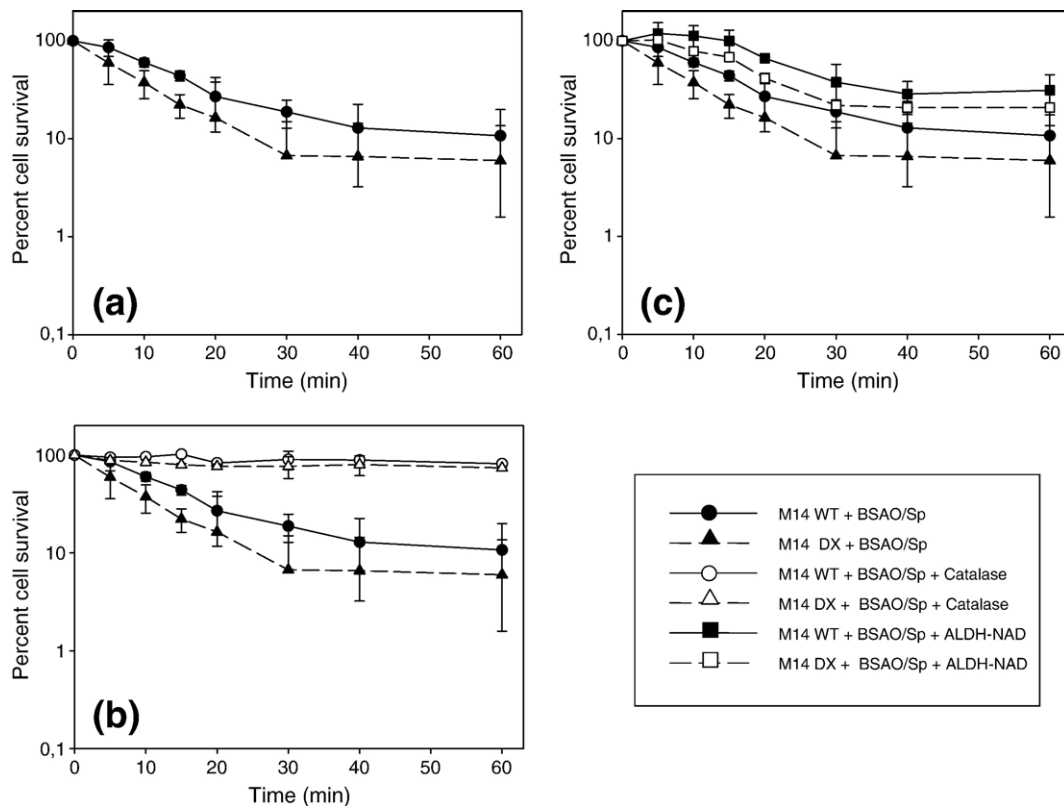 Percent cell survival
100
10
1
0,1
(a)
0 10 20 30 40 50 60
Time (min)
Percent cell survival
100
10
1
0,1
(c)
0 10 20 30 40 50 60
Time (min)
Percent cell survival
100
10
1
0,1
(b)
0 10 20 30 40 50 60
Time (min)
M14 WT + BSAO/Sp
M14 DX + BSAO/Sp
M14 WT + BSAO/Sp + Catalase
M14 DX + BSAO/Sp + Catalase
M14 WT + BSAO/Sp + ALDH-NAD
M14 DX + BSAO/Sp + ALDH-NAD